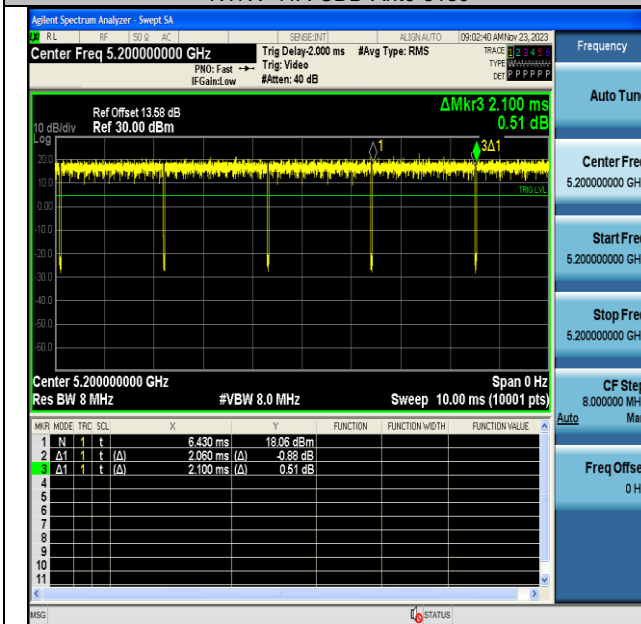 Agilent Spectrum Analyzer - Swept SA
LXI RL RF 50 Ω AC SENSE:INT ALIGN AUTO 09:02:40 AM Nov 23, 2023
Center Freq 5.200000000 GHz
PNO: Fast
IFGain:Low
Trig Delay-2.000 ms
Trig: Video
#Atten: 40 dB
#Avg Type: RMS
TRACE 1 2 3 4 5 6
TYPE
DET P P P P P P
Ref Offset 13.58 dB
10 dB/div Ref 30.00 dBm
Log
ΔMkr3 2.100 ms
0.51 dB
1
3Δ1
20.0
10.0
TRIG LVL
0.00
-10.0
-20.0
-30.0
-40.0
-50.0
-60.0
Center 5.200000000 GHz Span 0 Hz
Res BW 8 MHz #VBW 8.0 MHz Sweep 10.00 ms (10001 pts)
MKR MODE TRC SCL X Y FUNCTION FUNCTION WIDTH FUNCTION VALUE
1 N 1 t 6.430 ms 18.06 dBm
2 Δ1 1 t (Δ) 2.060 ms (Δ) -0.88 dB
3 Δ1 1 t (Δ) 2.100 ms (Δ) 0.51 dB
4
5
6
7
8
9
10
11
MSG STATUS
Frequency
Auto Tun
Center Fre
5.200000000 GH
Start Fre
5.200000000 GH
Stop Fre
5.200000000 GH
CF Ste
8.000000 MH
Auto Ma
Freq Offse
0 H